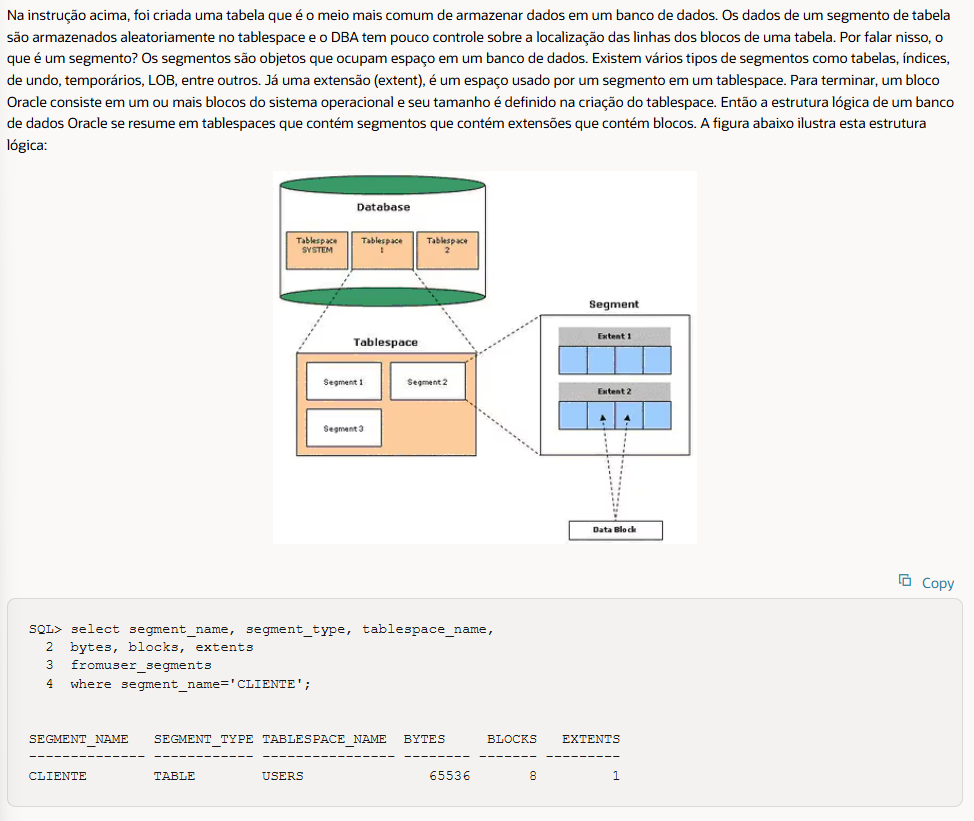 Na instrução acima, foi criada uma tabela que é o meio mais comum de armazenar dados em um banco de dados. Os dados de um segmento de tabela
são armazenados aleatoriamente no tablespace e o DBA tem pouco controle sobre a localização das linhas dos blocos de uma tabela. Por falar nisso, o
que é um segmento? Os segmentos são objetos que ocupam espaço em um banco de dados. Existem vários tipos de segmentos como tabelas, índices,
de undo, temporários, LOB, entre outros. Já uma extensão (extent), é um espaço usado por um segmento em um tablespace. Para terminar, um bloco
Oracle consiste em um ou mais blocos do sistema operacional e seu tamanho é definido na criação do tablespace. Então a estrutura lógica de um banco
de dados Oracle se resume em tablespaces que contém segmentos que contém extensões que contém blocos. A figura abaixo ilustra esta estrutura
lógica:
Database
Tablespace
SYSTEM
Tablespace
1
Tablespace
2
Tablespace
Segment 1
Segment 2
Segment 3
Segment
Extent 1
Extent 2
Data Block
Copy
SQL> select segment_name, segment_type, tablespace_name,
2 bytes, blocks, extents
3 fromuser_segments
4 where segment_name='CLIENTE';
SEGMENT_NAME SEGMENT_TYPE TABLESPACE_NAME BYTES BLOCKS EXTENTS
-------------- ------------ ---------------- -------- ------- ---------
CLIENTE TABLE USERS 65536 8 1